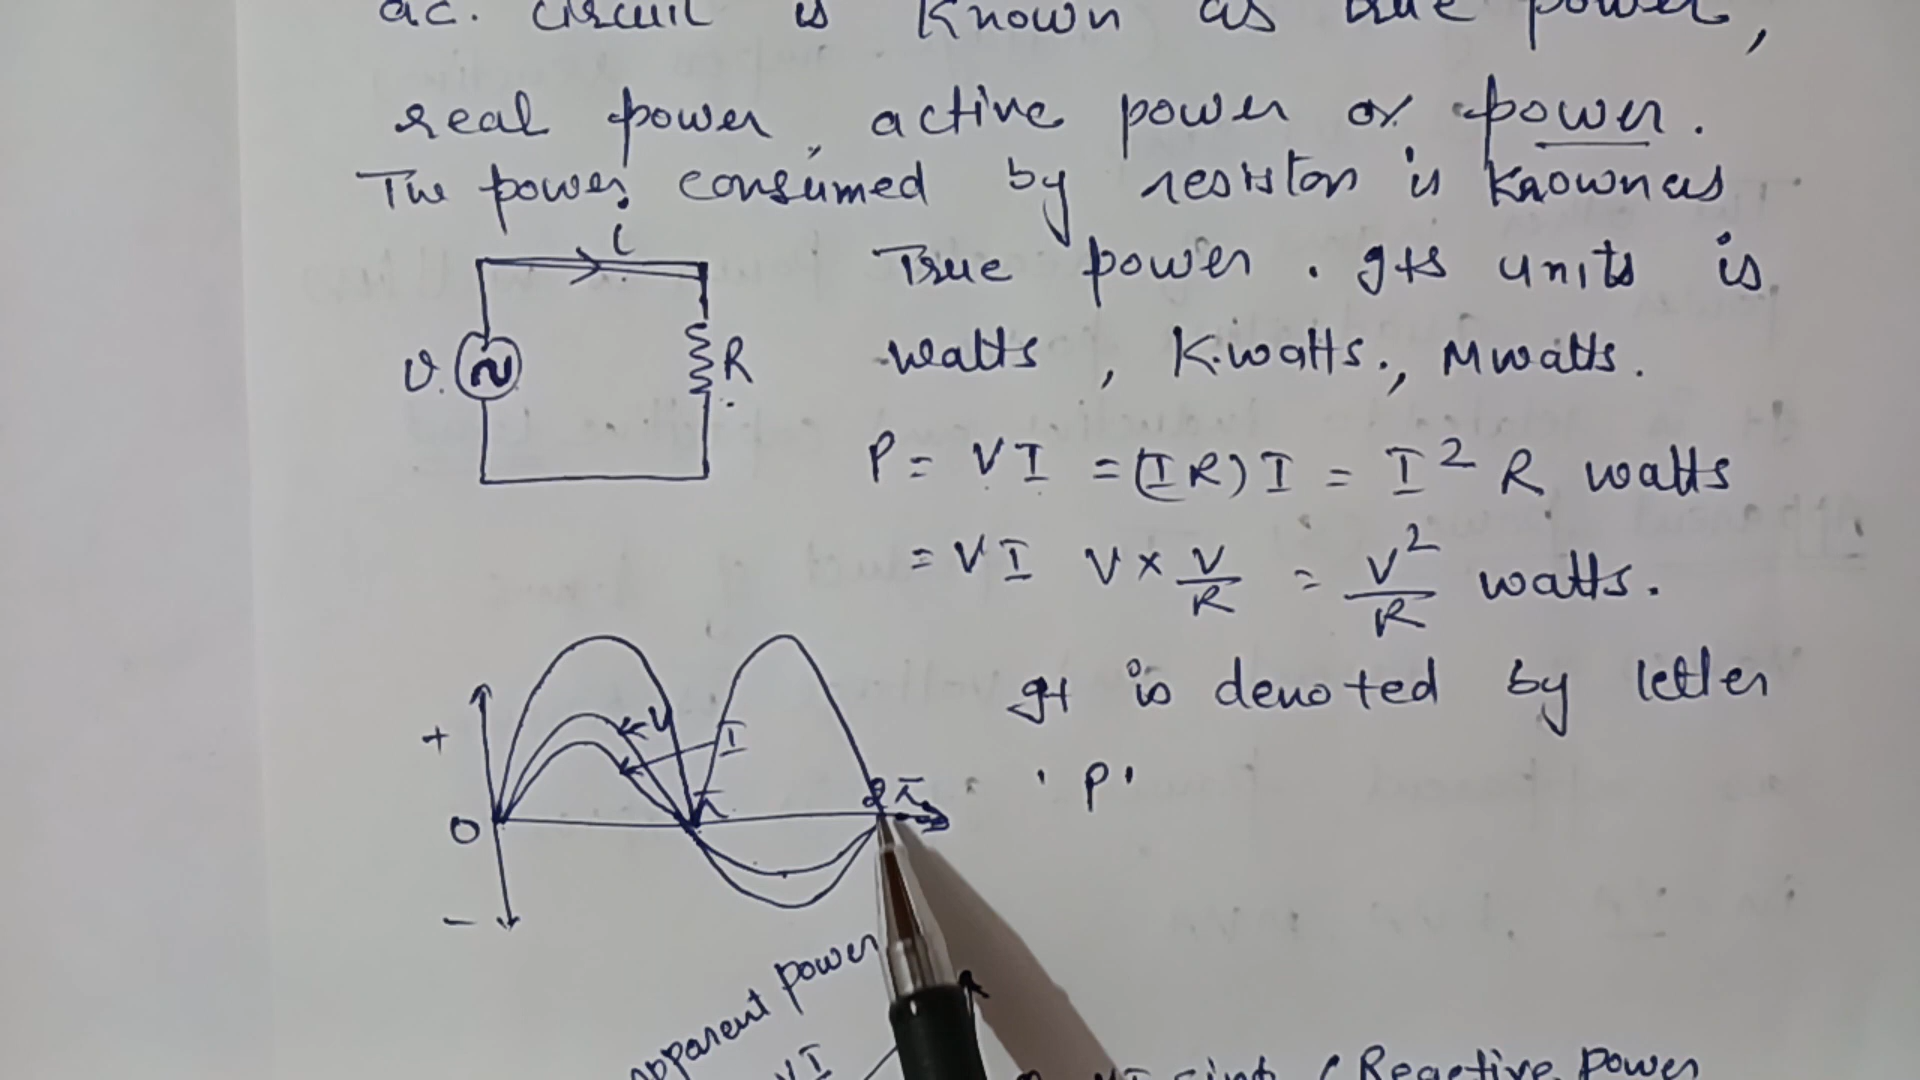 ac. circuit is known as true power,
real power, active power or power.
The power consumed by resistor is known as
True power. Its units is
watts, K.watts., Mwatts.
i
V.
R
P = VI = (IR) I = I² R watts
= VI V × V/R = V²/R watts.
It is denoted by letter
'P'
+
V
I
0
π
2π
-
apparent power
VI
(Reactive power